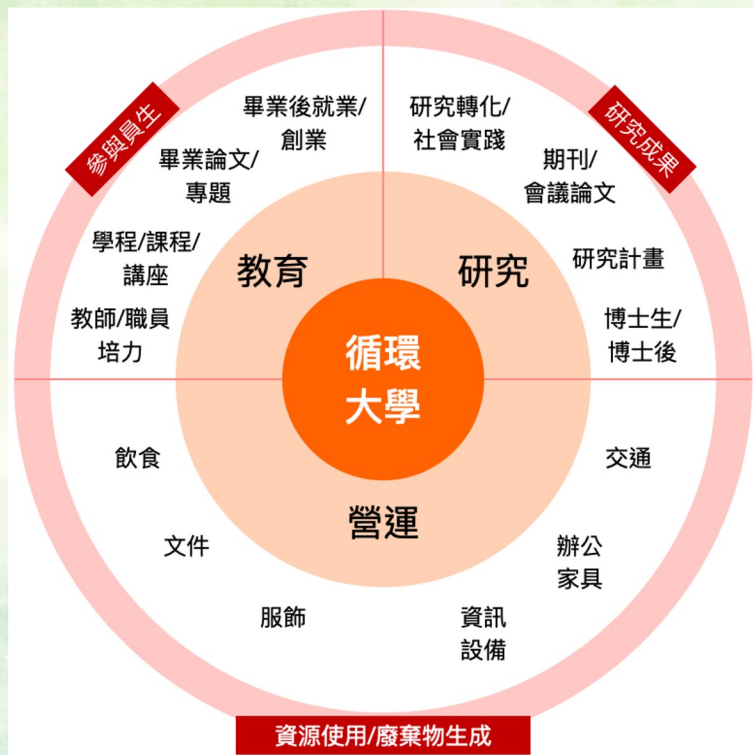 參與員生
研究成果
畢業後就業/
創業
畢業論文/
專題
學程/課程/
講座
教師/職員
培力
教育
研究轉化/
社會實踐
期刊/
會議論文
研究計畫
博士生/
博士後
研究
循環
大學
營運
飲食
文件
服飾
資訊
設備
辦公
家具
交通
資源使用/廢棄物生成